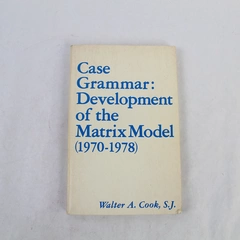 Case
Grammar:
Development
of the
Matrix Model
(1970-1978)
Walter A. Cook, S.J.